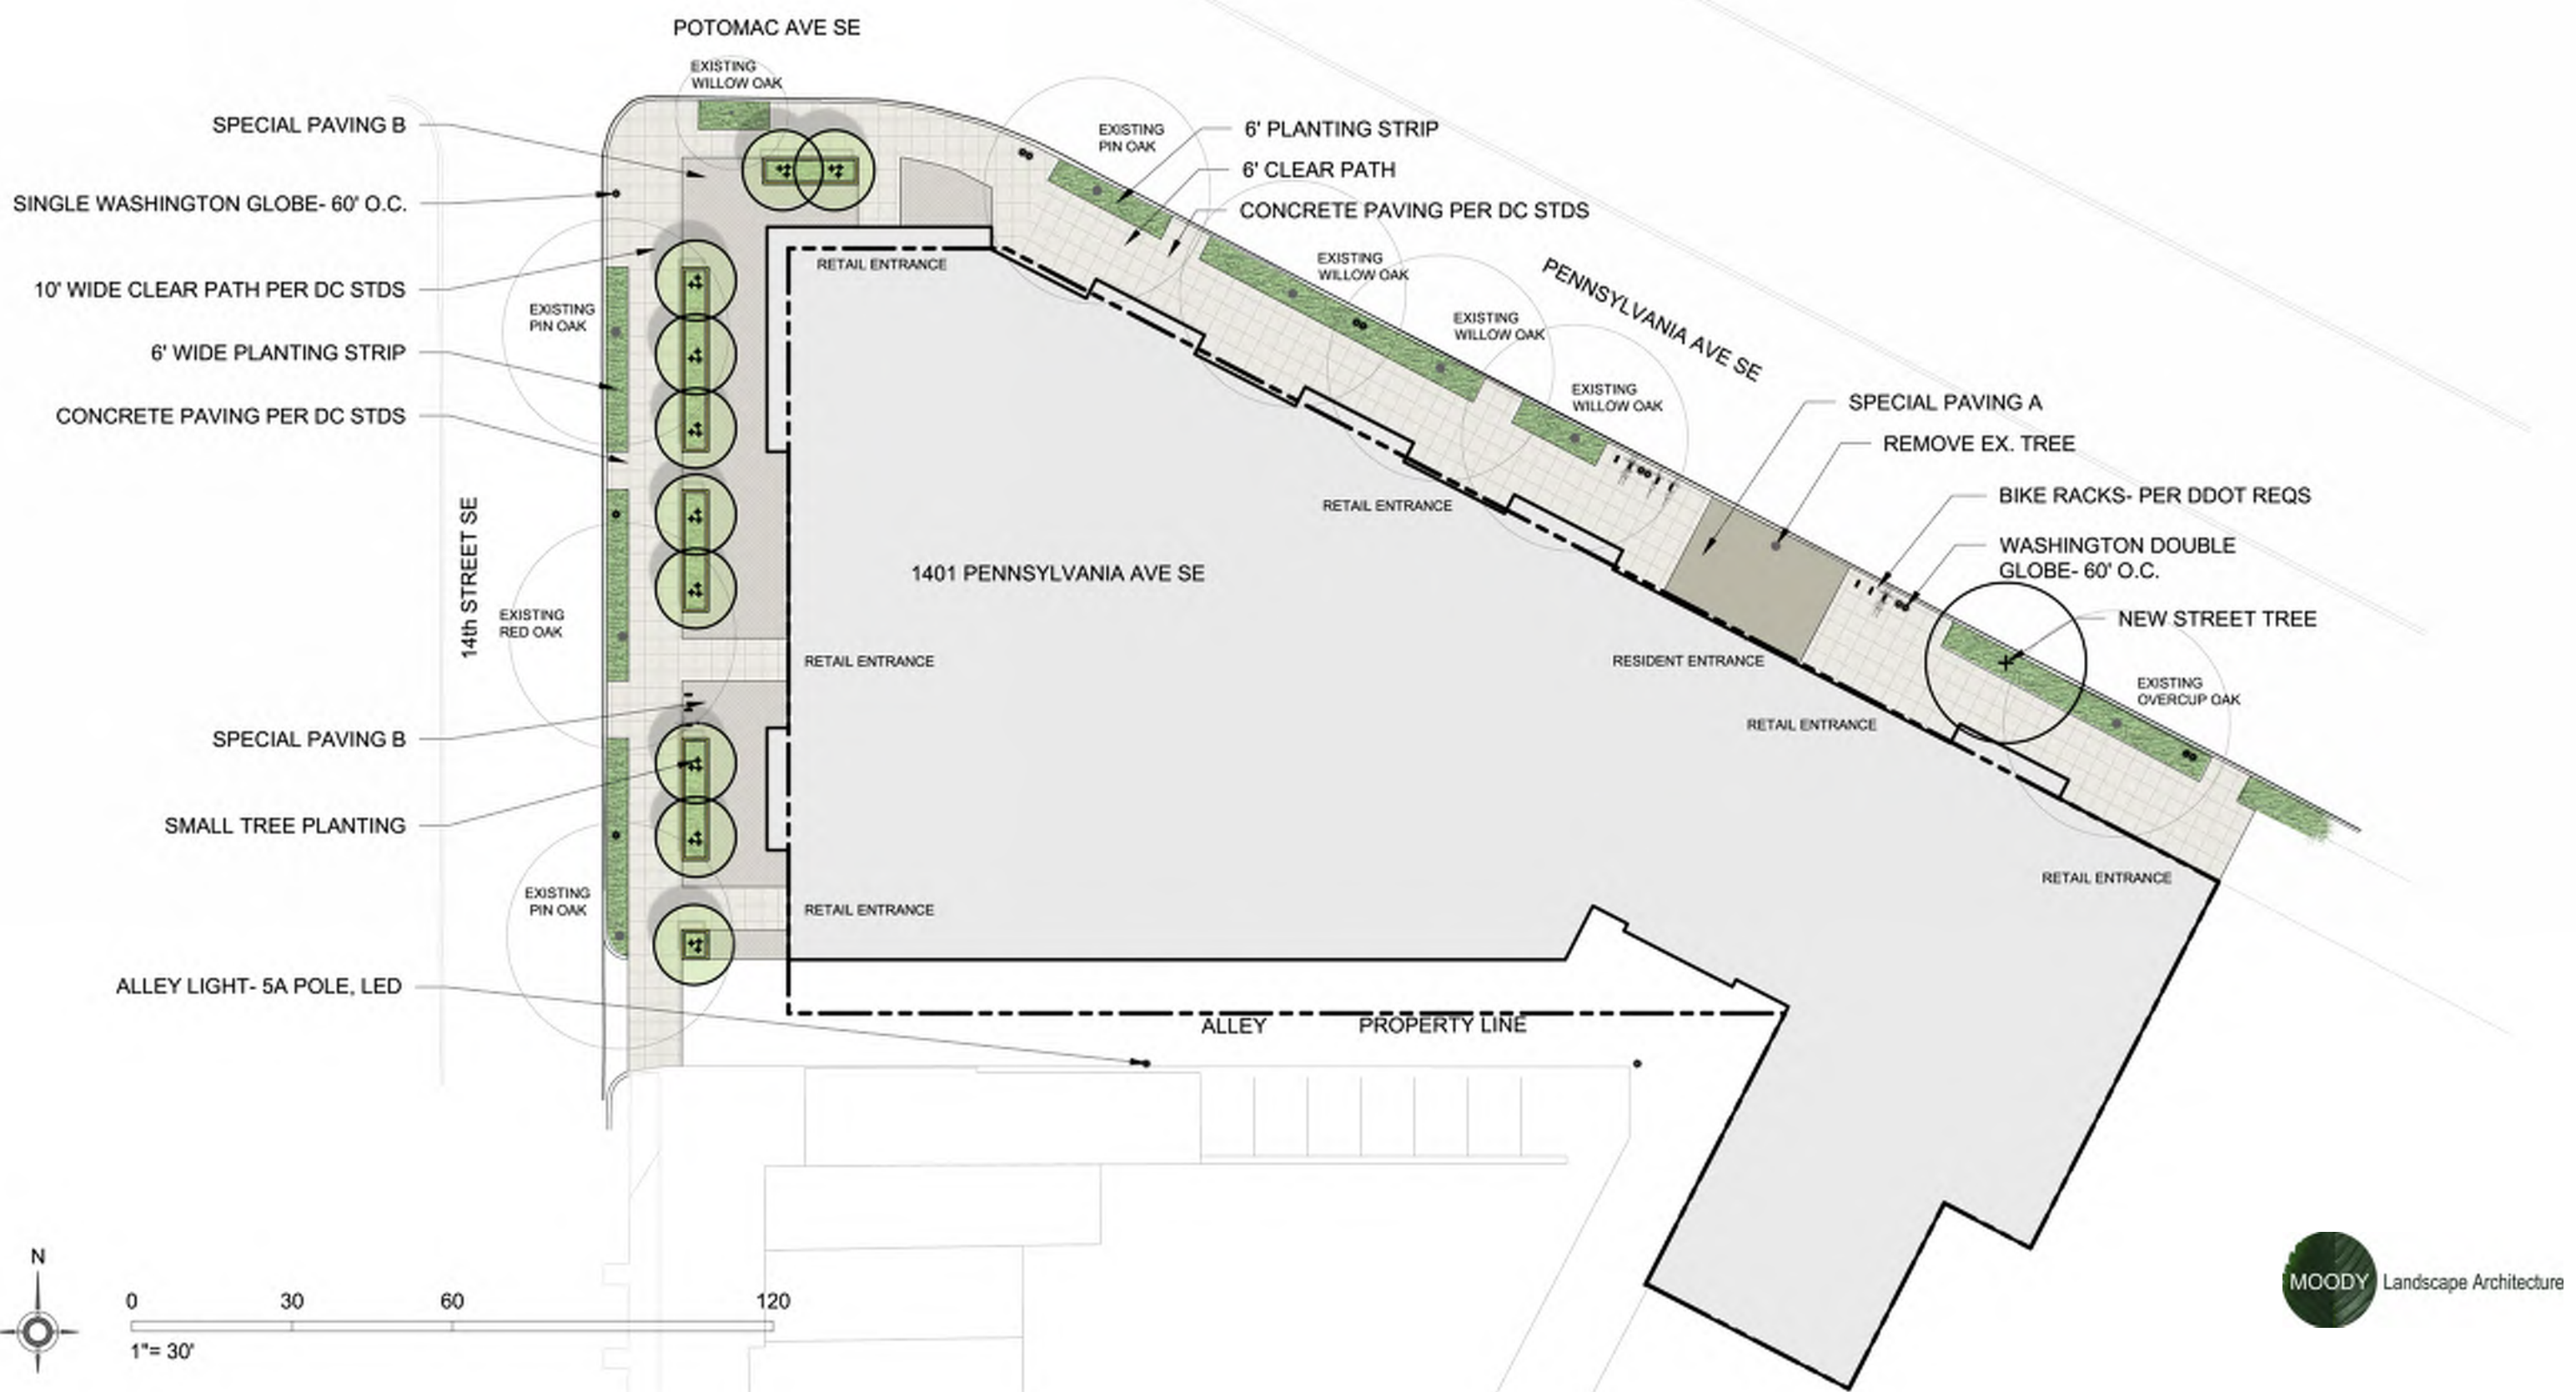 POTOMAC AVE SE
EXISTING
WILLOW OAK
SPECIAL PAVING B
SINGLE WASHINGTON GLOBE- 60' O.C.
10' WIDE CLEAR PATH PER DC STDS
6' WIDE PLANTING STRIP
CONCRETE PAVING PER DC STDS
EXISTING
PIN OAK
14th STREET SE
EXISTING
RED OAK
SPECIAL PAVING B
SMALL TREE PLANTING
EXISTING
PIN OAK
ALLEY LIGHT- 5A POLE, LED
EXISTING
PIN OAK
6' PLANTING STRIP
6' CLEAR PATH
CONCRETE PAVING PER DC STDS
EXISTING
WILLOW OAK
EXISTING
WILLOW OAK
EXISTING
WILLOW OAK
PENNSYLVANIA AVE SE
SPECIAL PAVING A
REMOVE EX. TREE
BIKE RACKS- PER DDOT REQS
WASHINGTON DOUBLE
GLOBE- 60' O.C.
NEW STREET TREE
EXISTING
OVERCUP OAK
RETAIL ENTRANCE
RETAIL ENTRANCE
1401 PENNSYLVANIA AVE SE
RETAIL ENTRANCE
RESIDENT ENTRANCE
RETAIL ENTRANCE
RETAIL ENTRANCE
RETAIL ENTRANCE
ALLEY
PROPERTY LINE
N
0 30 60 120
1"= 30'
MOODY Landscape Architecture